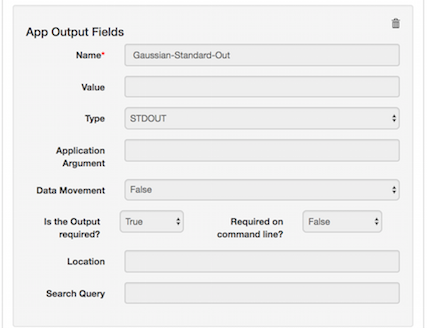 App Output Fields
Name* Gaussian-Standard-Out
Value
Type STDOUT
Application
Argument
Data Movement False
Is the Output required? True Required on command line? False
Location
Search Query